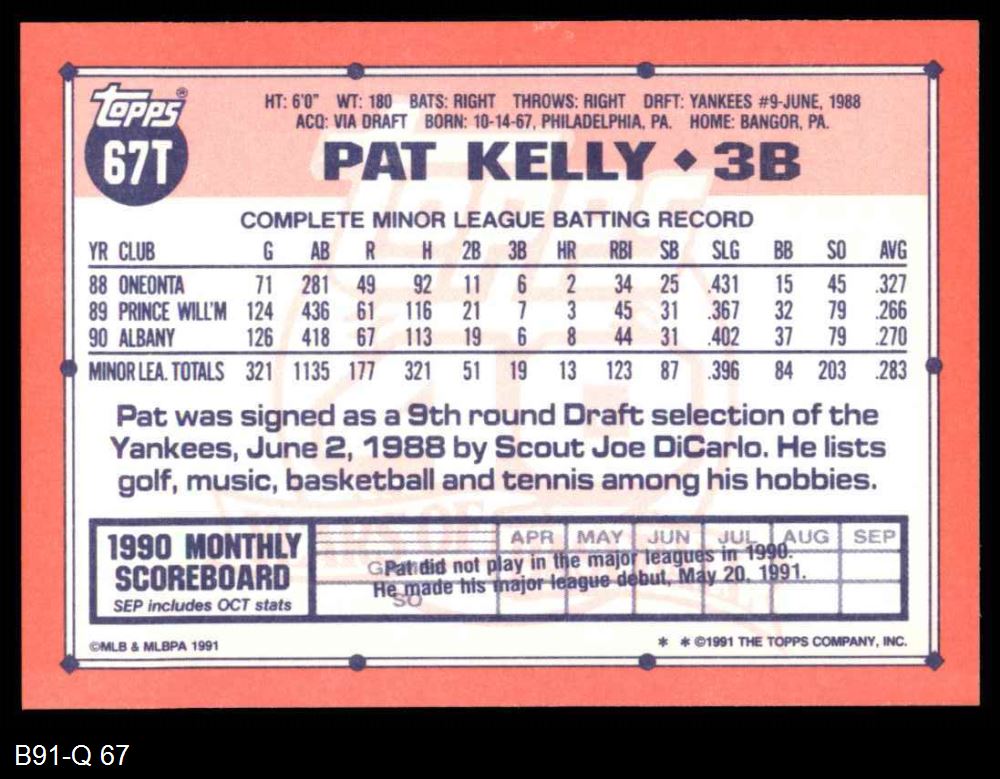 Topps®
67T
HT: 6'0" WT: 180 BATS: RIGHT THROWS: RIGHT DRFT: YANKEES #9-JUNE, 1988
ACQ: VIA DRAFT BORN: 10-14-67, PHILADELPHIA, PA. HOME: BANGOR, PA.
PAT KELLY ◆ 3B
COMPLETE MINOR LEAGUE BATTING RECORD
YR CLUB G AB R H 2B 3B HR RBI SB SLG BB SO AVG
88 ONEONTA 71 281 49 92 11 6 2 34 25 .431 15 45 .327
89 PRINCE WILL'M 124 436 61 116 21 7 3 45 31 .367 32 79 .266
90 ALBANY 126 418 67 113 19 6 8 44 31 .402 37 79 .270
MINOR LEA. TOTALS 321 1135 177 321 51 19 13 123 87 .396 84 203 .283
Pat was signed as a 9th round Draft selection of the
Yankees, June 2, 1988 by Scout Joe DiCarlo. He lists
golf, music, basketball and tennis among his hobbies.
1990 MONTHLY
SCOREBOARD
SEP includes OCT stats
APR MAY JUN JUL AUG SEP
Pat did not play in the major leagues in 1990.
He made his major league debut, May 20, 1991.
SO
©MLB & MLBPA 1991
* * ©1991 THE TOPPS COMPANY, INC.
B91-Q 67